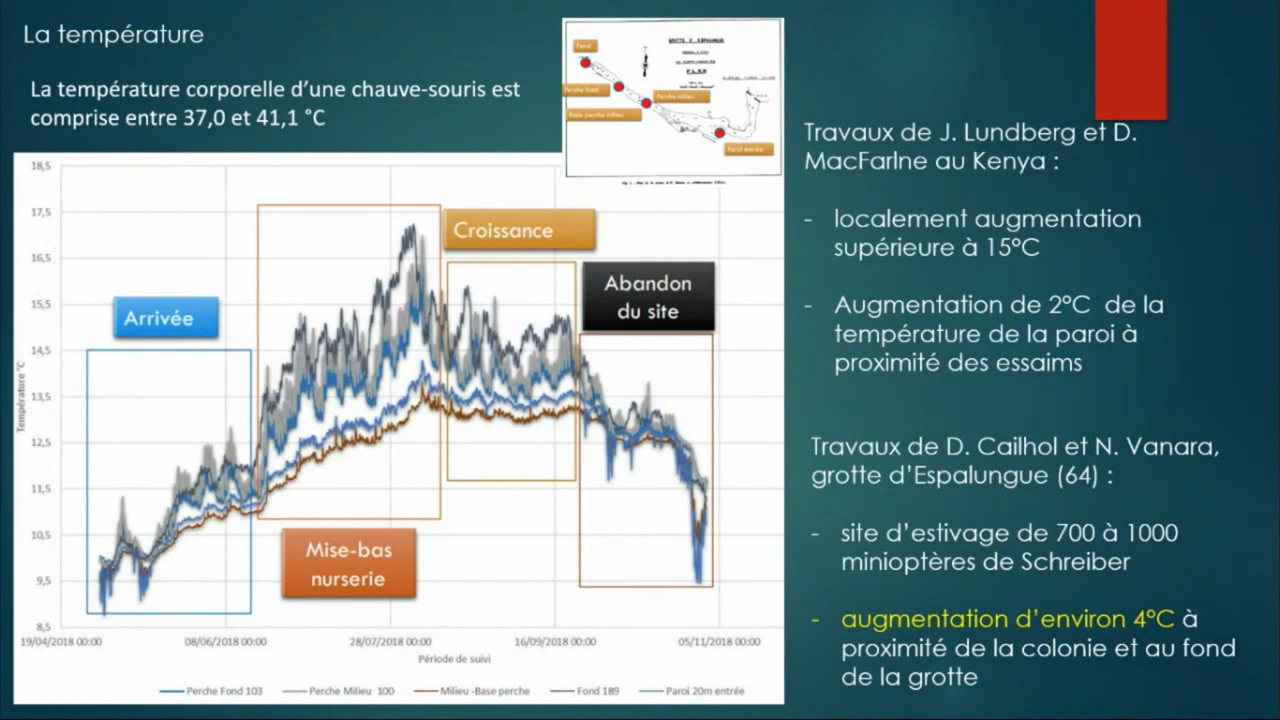 La température
La température corporelle d'une chauve-souris est
comprise entre 37,0 et 41,1 °C
GROTTE D' ESPALUNGUE
PLAN
Fond
Perche fond
Perche milieu
Base perche milieu
Paroi entrée
18,5
17,5
16,5
15,5
14,5
13,5
12,5
11,5
10,5
9,5
8,5
Température °C
Arrivée
Mise-bas
nurserie
Croissance
Abandon
du site
19/04/2018 00:00
08/06/2018 00:00
28/07/2018 00:00
16/09/2018 00:00
05/11/2018 00:00
Période de suivi
Perche Fond 103
Perche Milieu 100
Milieu -Base perche
Fond 189
Paroi 20m entrée
Travaux de J. Lundberg et D.
MacFarlne au Kenya :
- localement augmentation
supérieure à 15°C
- Augmentation de 2°C de la
température de la paroi à
proximité des essaims
Travaux de D. Cailhol et N. Vanara,
grotte d'Espalungue (64) :
- site d'estivage de 700 à 1000
minioptères de Schreiber
- augmentation d'environ 4°C à
proximité de la colonie et au fond
de la grotte